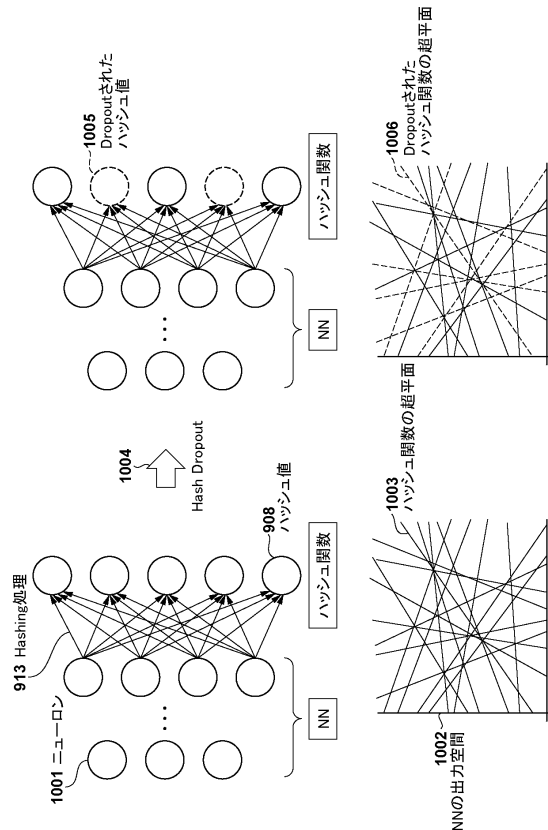 913 Hashing処理
1001 ニューロン
908
ハッシュ値
NN
ハッシュ関数
1004
Hash Dropout
1005
Dropoutされた
ハッシュ値
NN
ハッシュ関数
1002
NNの出力空間
1003
ハッシュ関数の超平面
1006
Dropoutされた
ハッシュ関数の超平面